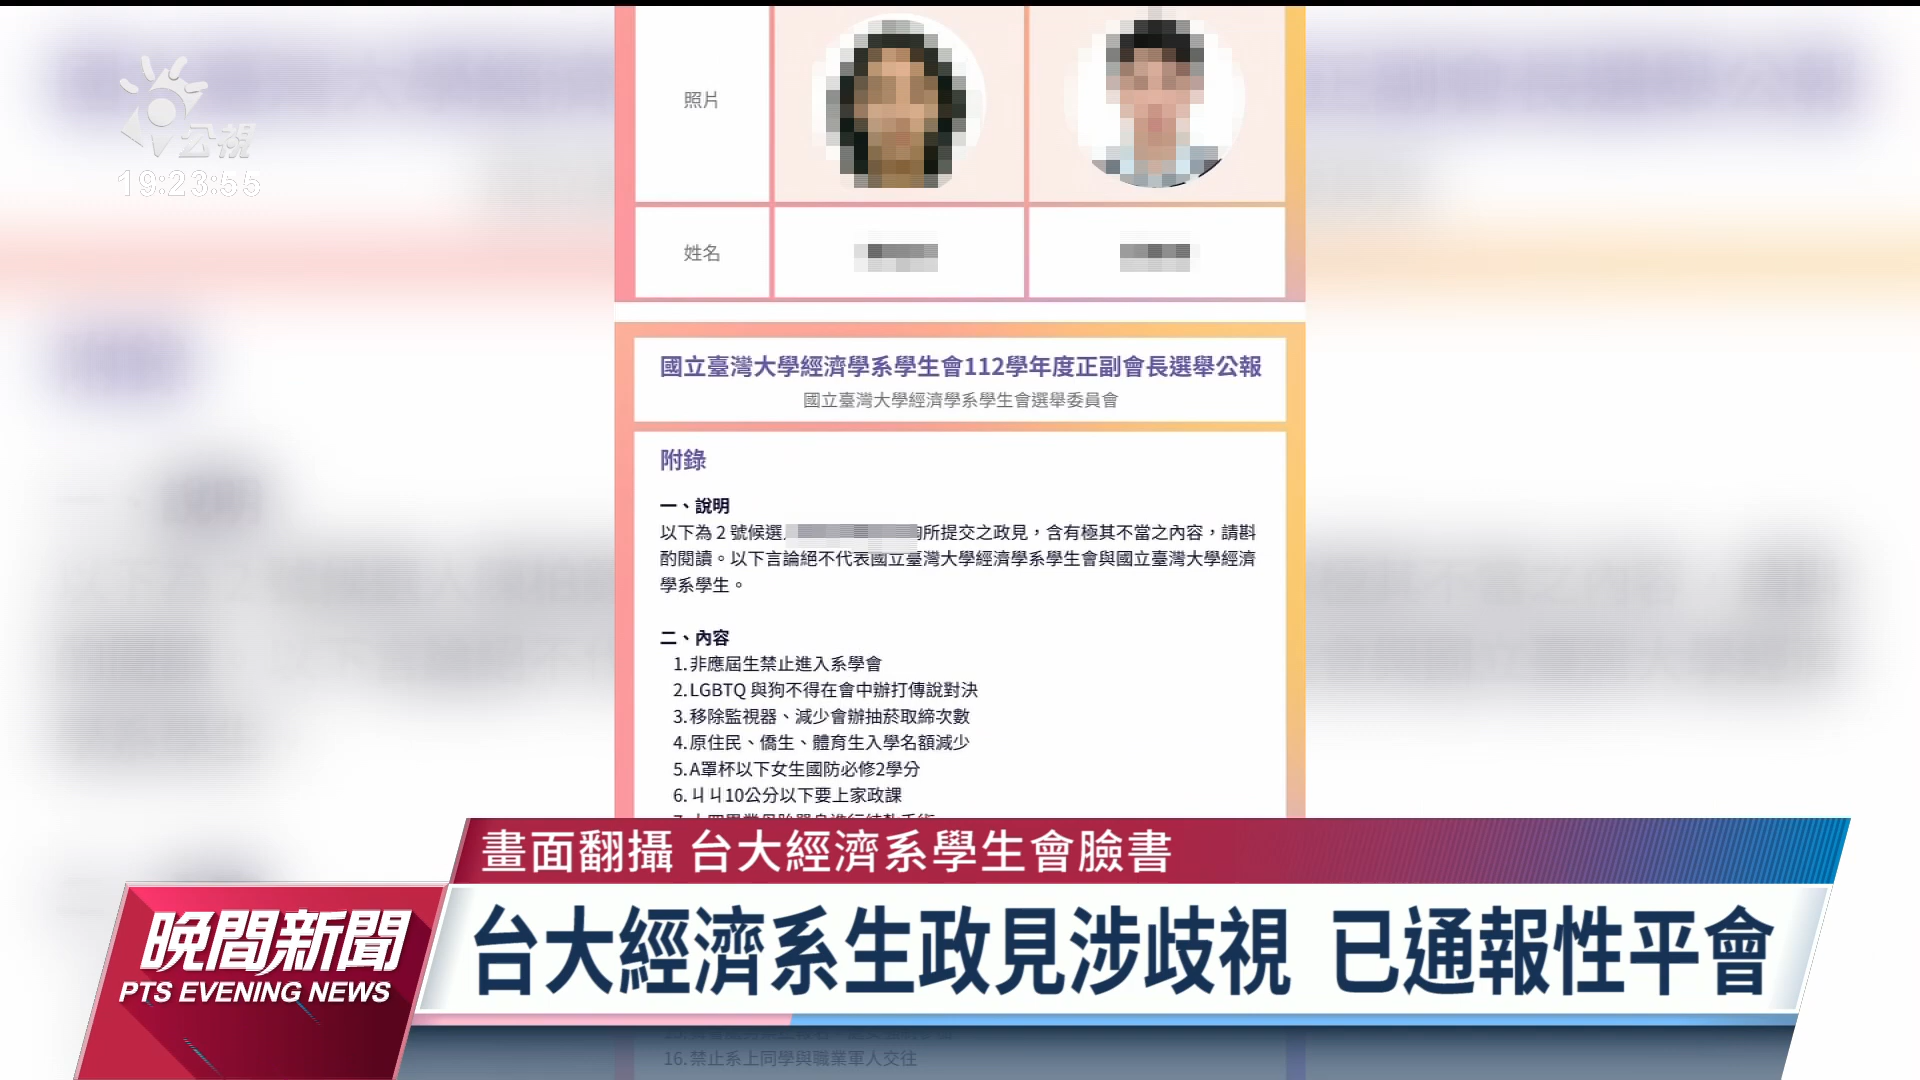 公視
19:23:55
照片
姓名
國立臺灣大學經濟學系學生會112學年度正副會長選舉公報
國立臺灣大學經濟學系學生會選舉委員會
附錄
一、說明
以下為 2 號候選 所提交之政見，含有極其不當之內容，請斟
酌閱讀。以下言論絕不代表國立臺灣大學經濟學系學生會與國立臺灣大學經濟
學系學生。
二、內容
1. 非應屆生禁止進入系學會
2. LGBTQ 與狗不得在會中辦打傳說對決
3. 移除監視器、減少會辦抽菸取締次數
4. 原住民、僑生、體育生入學名額減少
5. A罩杯以下女生國防必修2學分
6. ㄐㄐ10公分以下要上家政課
畫面翻攝 台大經濟系學生會臉書
台大經濟系生政見涉歧視 已通報性平會
晚間新聞
PTS EVENING NEWS
16. 禁止系上同學與職業軍人交往